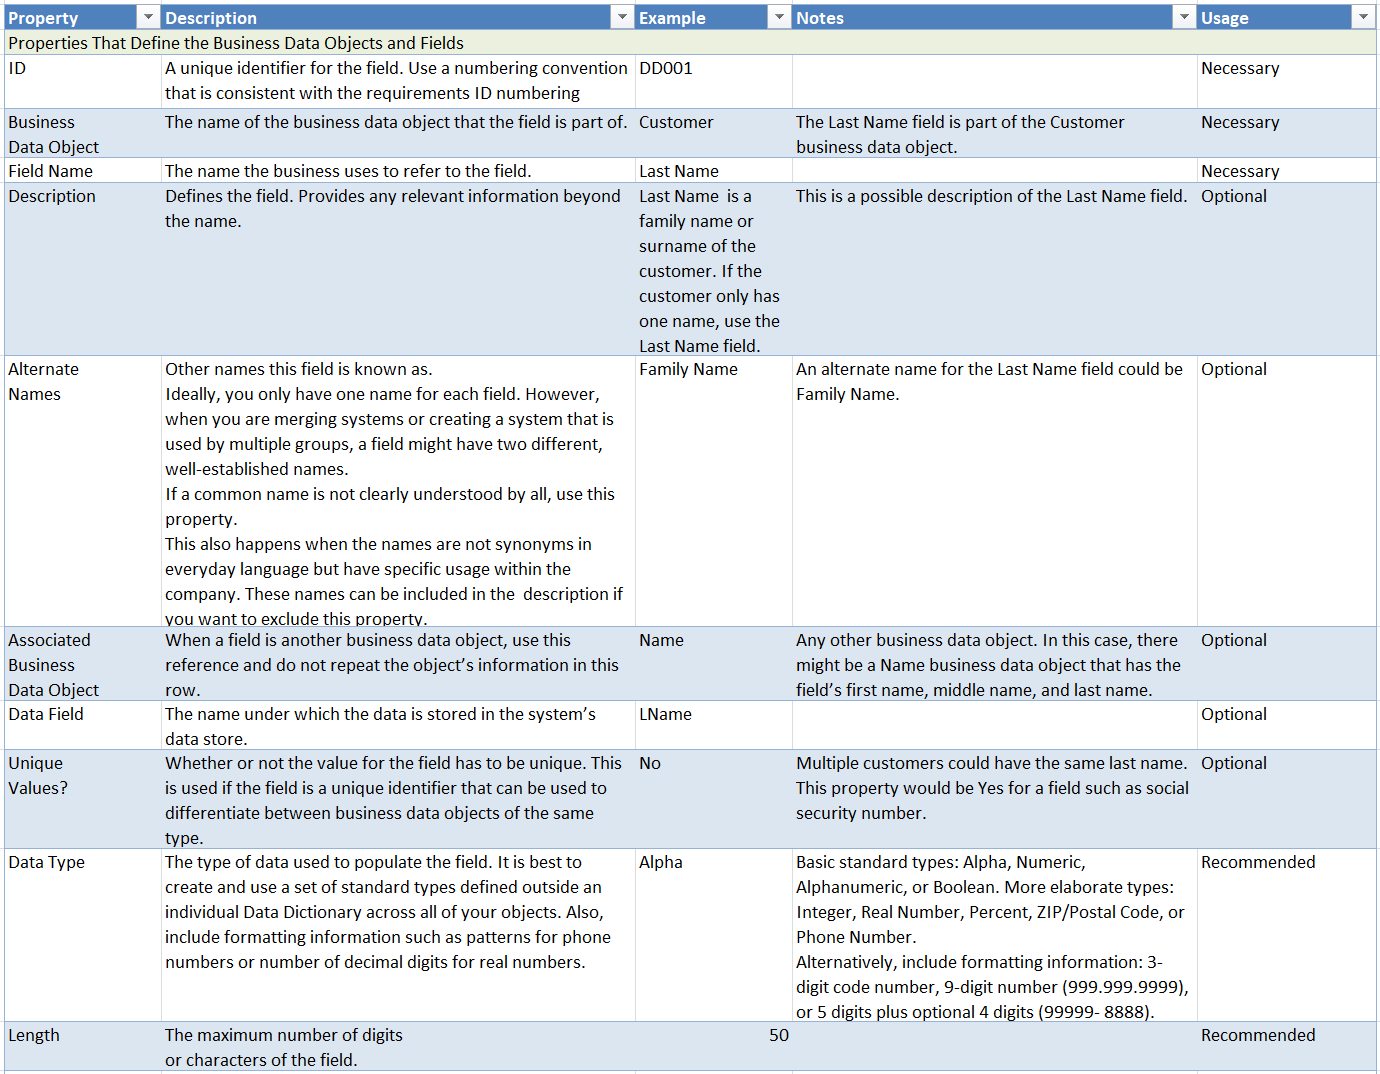 Property Description Example Notes Usage
Properties That Define the Business Data Objects and Fields
ID
A unique identifier for the field. Use a numbering convention
that is consistent with the requirements ID numbering
DD001
Necessary
Business
Data Object
The name of the business data object that the field is part of.
Customer
The Last Name field is part of the Customer
business data object.
Necessary
Field Name
The name the business uses to refer to the field.
Last Name
Necessary
Description
Defines the field. Provides any relevant information beyond
the name.
Last Name  is a
family name or
surname of the
customer. If the
customer only has
one name, use the
Last Name field.
This is a possible description of the Last Name field.
Optional
Alternate
Names
Other names this field is known as.
Ideally, you only have one name for each field. However,
when you are merging systems or creating a system that is
used by multiple groups, a field might have two different,
well-established names.
If a common name is not clearly understood by all, use this
property.
This also happens when the names are not synonyms in
everyday language but have specific usage within the
company. These names can be included in the  description if
you want to exclude this property.
Family Name
An alternate name for the Last Name field could be
Family Name.
Optional
Associated
Business
Data Object
When a field is another business data object, use this
reference and do not repeat the object’s information in this
row.
Name
Any other business data object. In this case, there
might be a Name business data object that has the
field’s first name, middle name, and last name.
Optional
Data Field
The name under which the data is stored in the system’s
data store.
LName
Optional
Unique
Values?
Whether or not the value for the field has to be unique. This
is used if the field is a unique identifier that can be used to
differentiate between business data objects of the same
type.
No
Multiple customers could have the same last name.
This property would be Yes for a field such as social
security number.
Optional
Data Type
The type of data used to populate the field. It is best to
create and use a set of standard types defined outside an
individual Data Dictionary across all of your objects. Also,
include formatting information such as patterns for phone
numbers or number of decimal digits for real numbers.
Alpha
Basic standard types: Alpha, Numeric,
Alphanumeric, or Boolean. More elaborate types:
Integer, Real Number, Percent, ZIP/Postal Code, or
Phone Number.
Alternatively, include formatting information: 3-
digit code number, 9-digit number (999.999.9999),
or 5 digits plus optional 4 digits (99999- 8888).
Recommended
Length
The maximum number of digits
or characters of the field.
50
Recommended